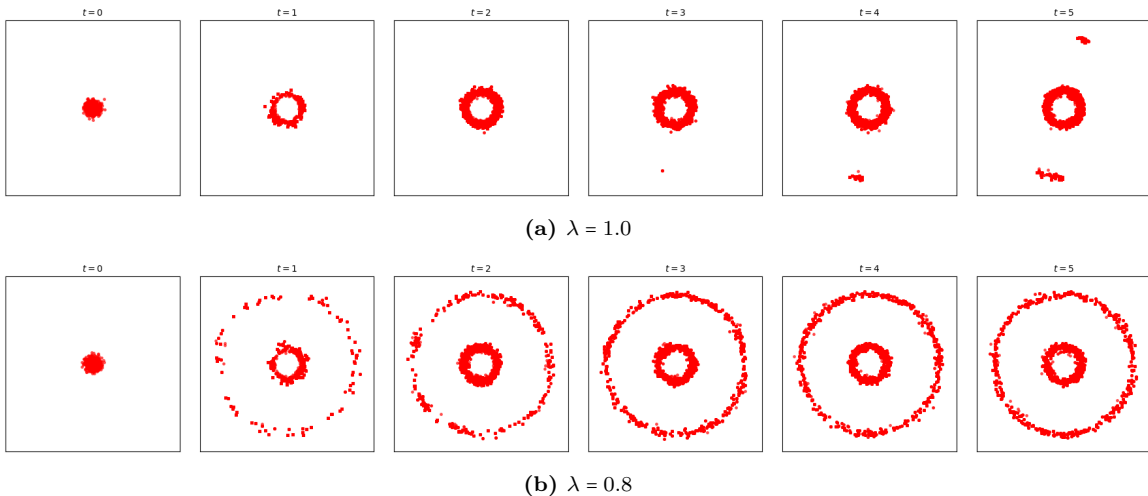 t=0 t=1 t=2 t=3 t=4 t=5
(a) λ = 1.0
t=0 t=1 t=2 t=3 t=4 t=5
(b) λ = 0.8